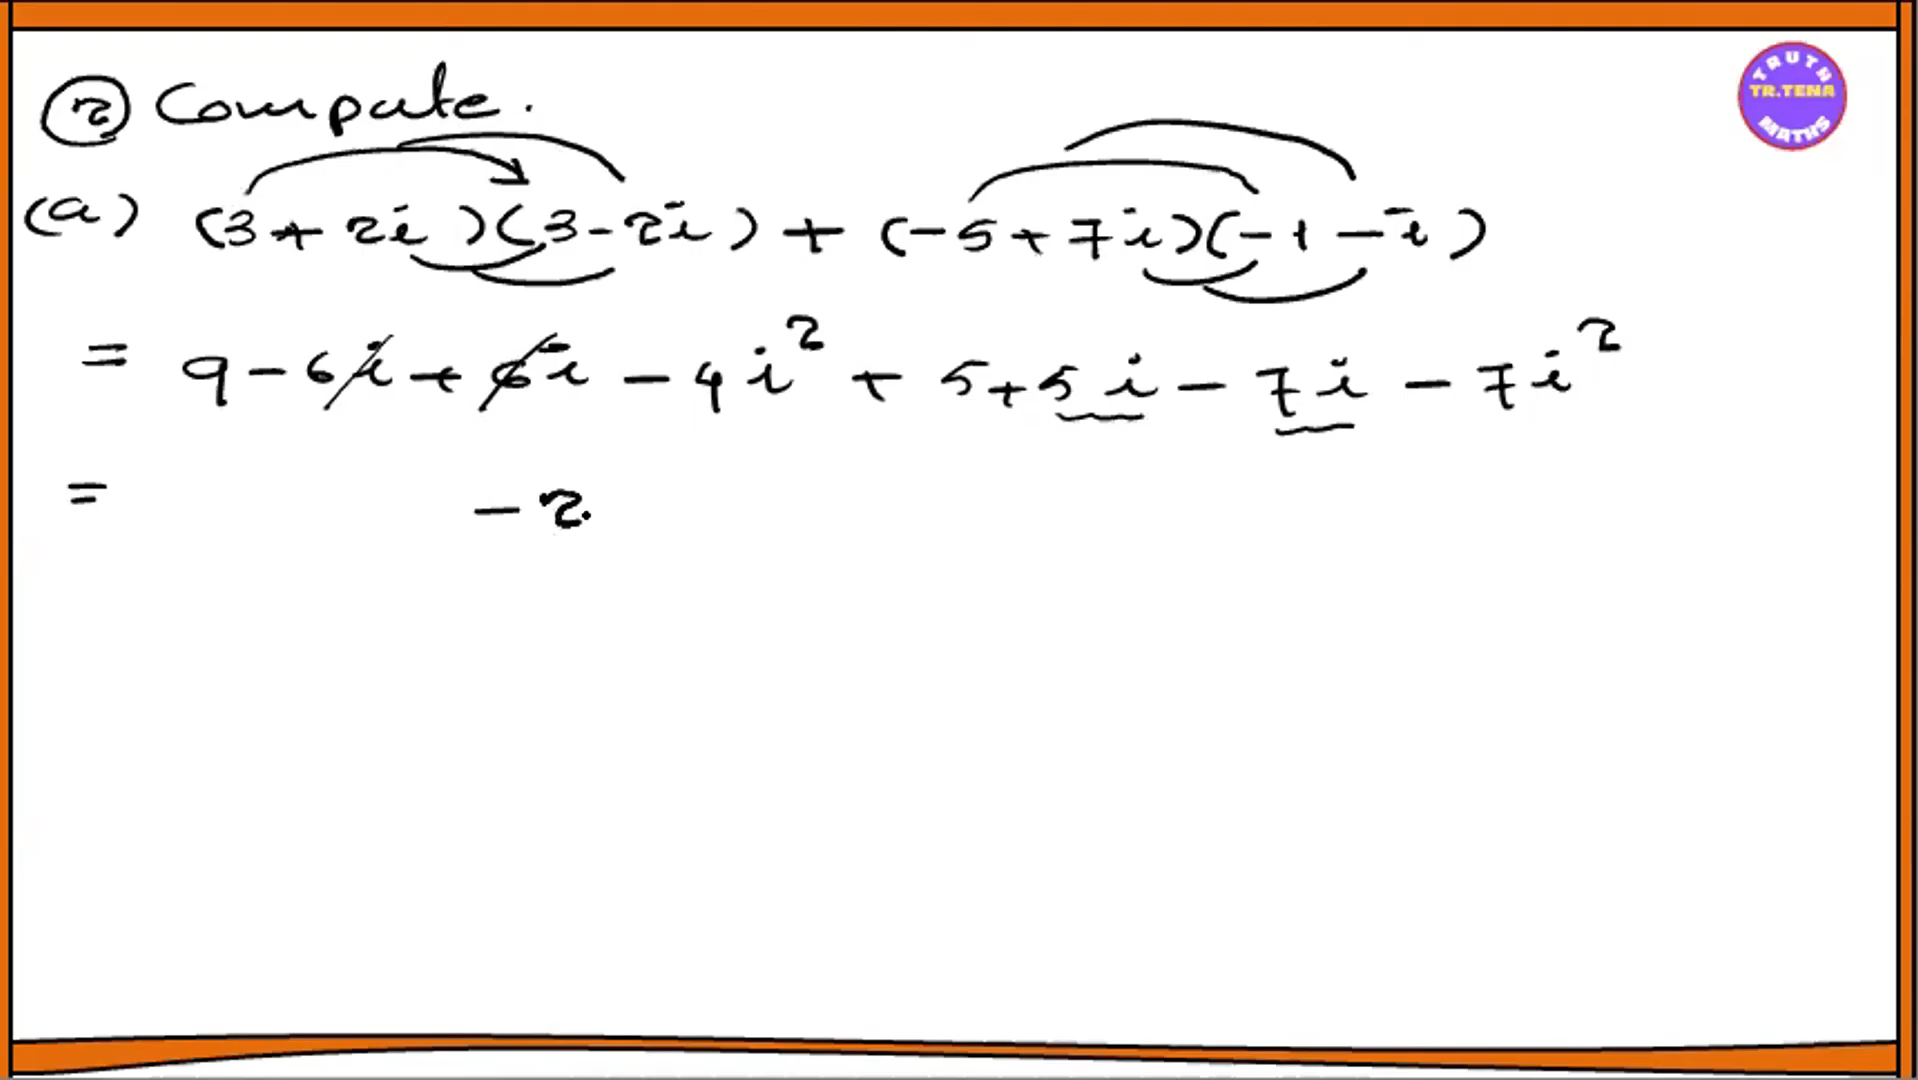 ② Compute.
(a) (3+2i)(3-2i) + (-5+7i)(-1-i)
= 9-6i+6i-4i² + 5+5i-7i-7i²
= -2
TRUTH
TR.TENA
MATHS